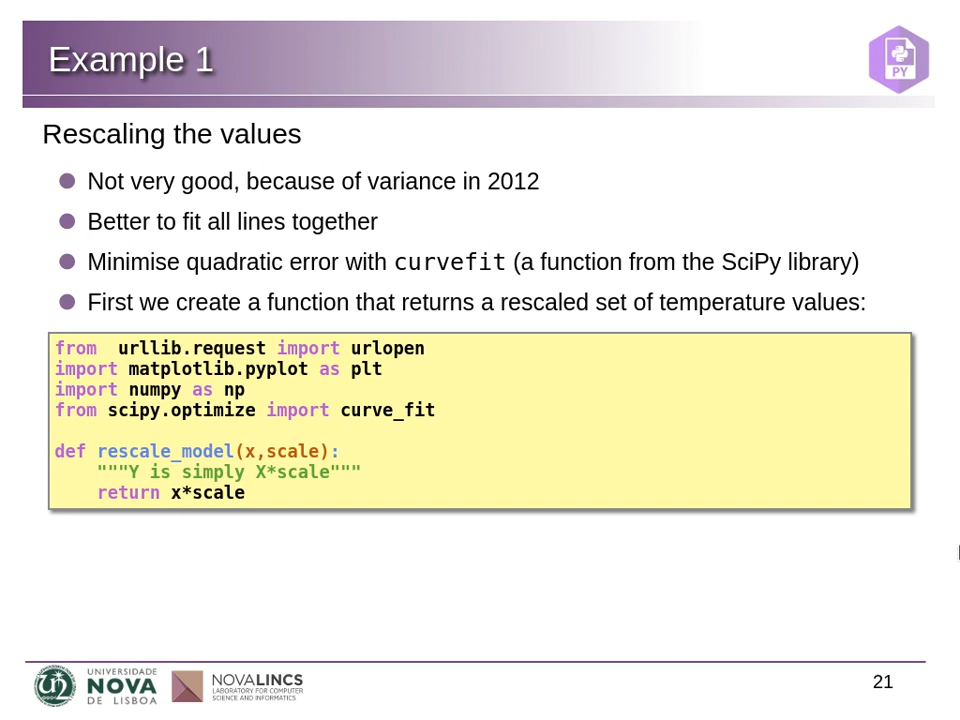 Example 1
PY
Rescaling the values
Not very good, because of variance in 2012
Better to fit all lines together
Minimise quadratic error with curvefit (a function from the SciPy library)
First we create a function that returns a rescaled set of temperature values:
from  urllib.request import urlopen
import matplotlib.pyplot as plt
import numpy as np
from scipy.optimize import curve_fit
def rescale_model(x,scale):
    """Y is simply X*scale"""
    return x*scale
UNIVERSIDADE
NOVA
DE LISBOA
NOVALINCS
LABORATORY FOR COMPUTER
SCIENCE AND INFORMATICS
21